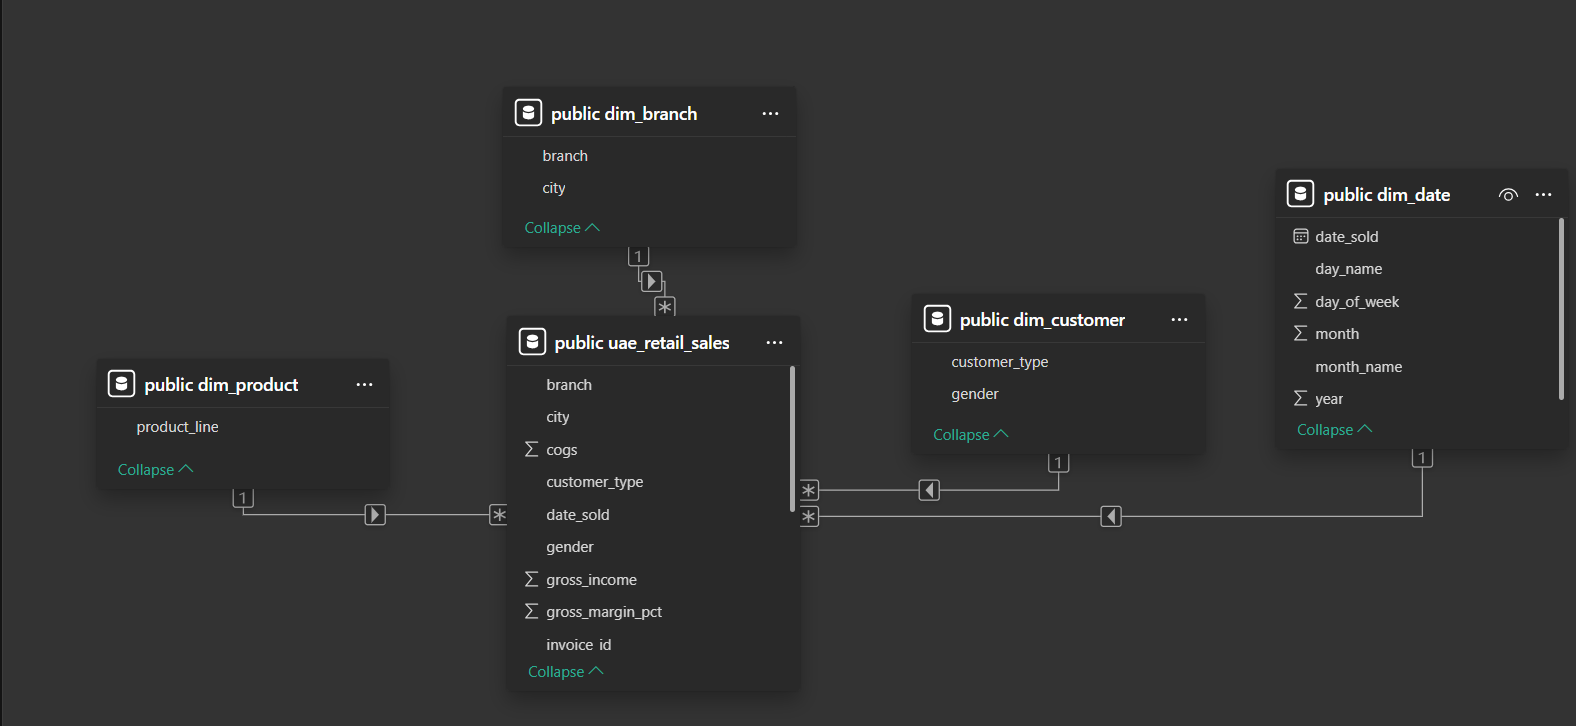 public dim_branch
branch
city
Collapse
1
*
public dim_product
product_line
Collapse
1
*
public uae_retail_sales
branch
city
cogs
customer_type
date_sold
gender
gross_income
gross_margin_pct
invoice_id
Collapse
public dim_customer
customer_type
gender
Collapse
1
*
public dim_date
date_sold
day_name
day_of_week
month
month_name
year
Collapse
1
*